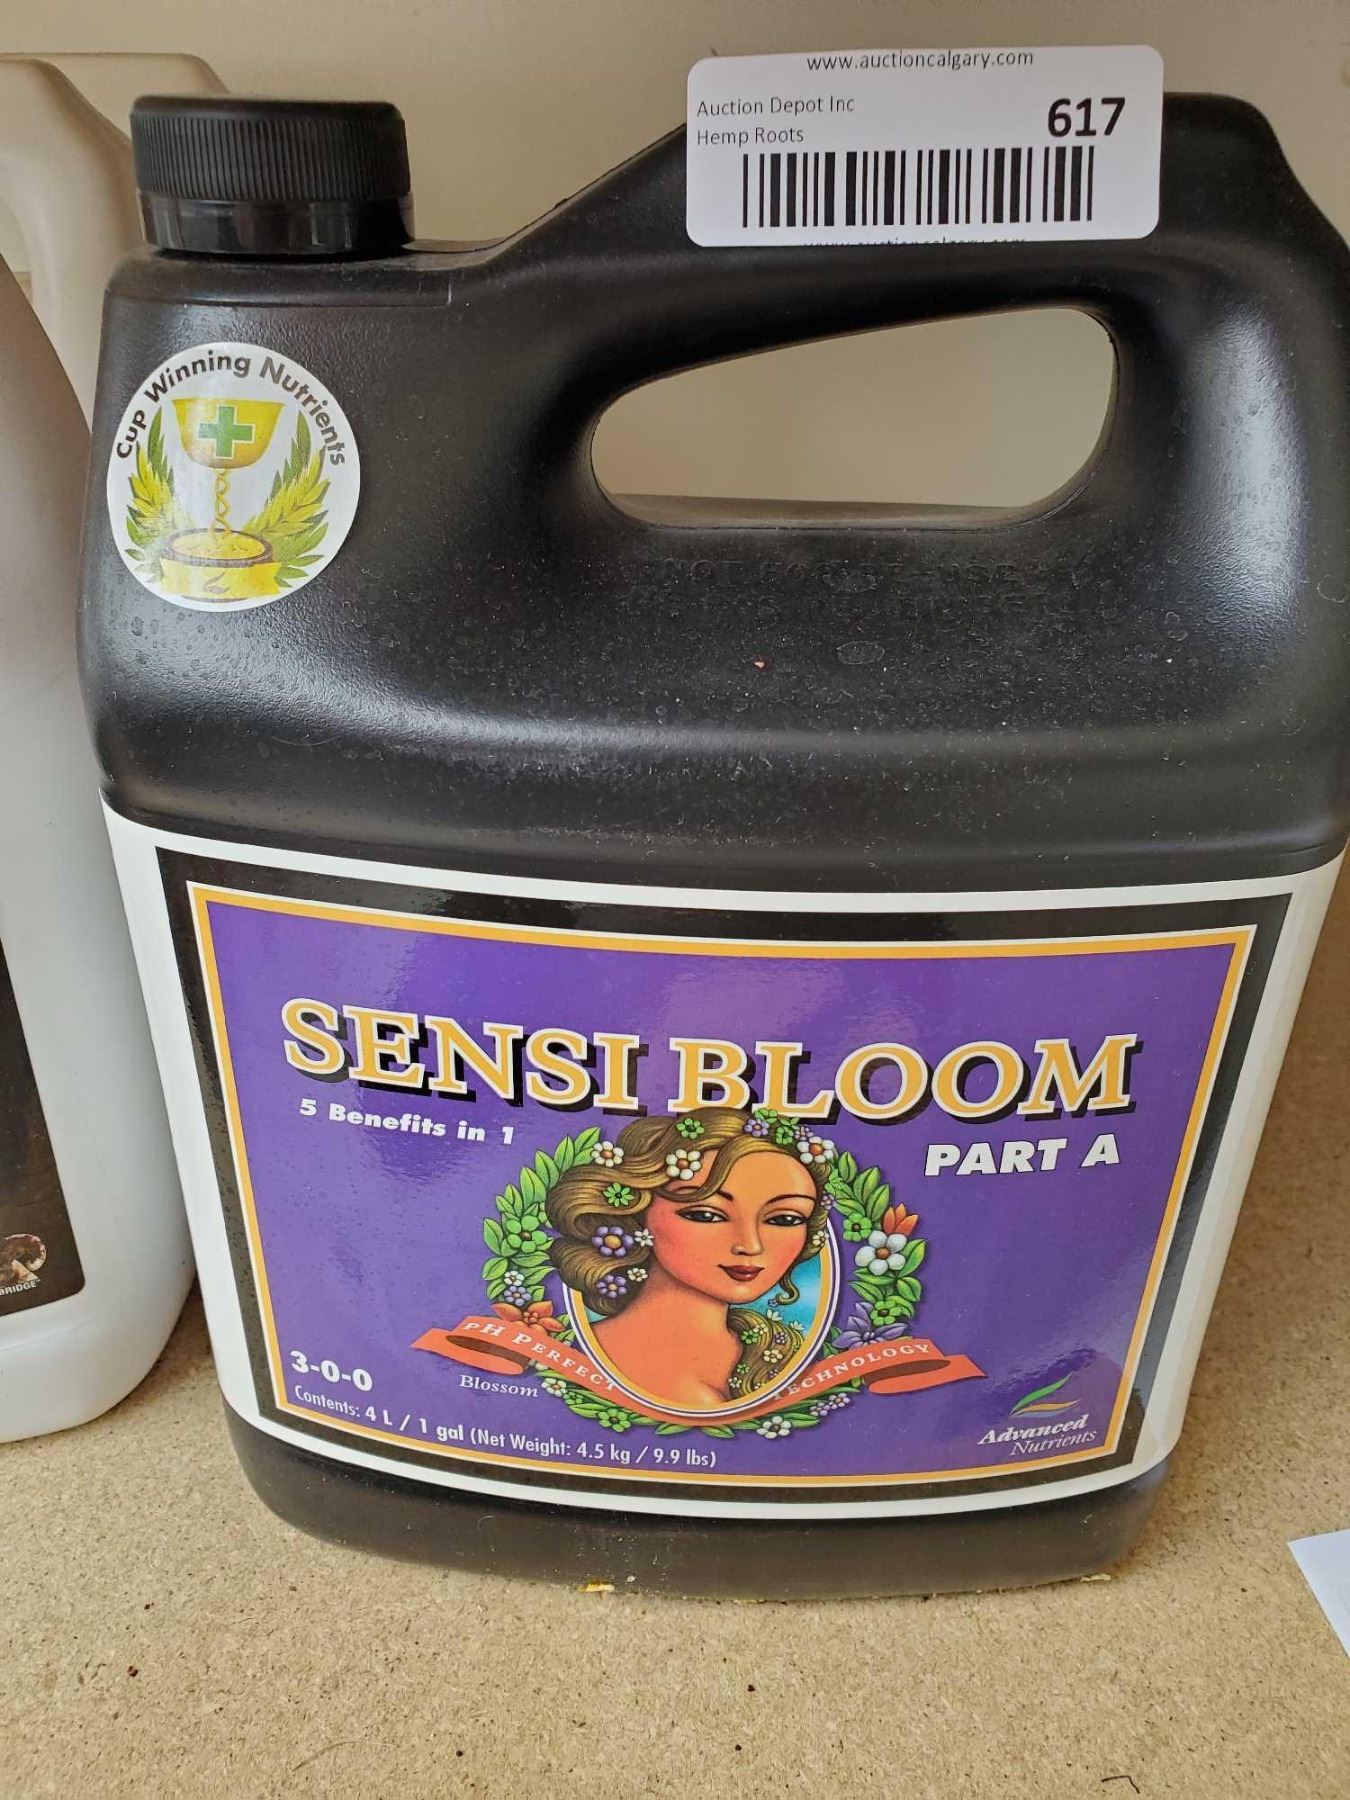 www.auctioncalgary.com
Auction Depot Inc
617
Hemp Roots
Cup Winning Nutrients
SENSI BLOOM
5 Benefits in 1
PART A
pH PERFECT TECHNOLOGY
Blossom
3-0-0
Contents: 4 L / 1 gal (Net Weight: 4.5 kg / 9.9 lbs)
Advanced
Nutrients